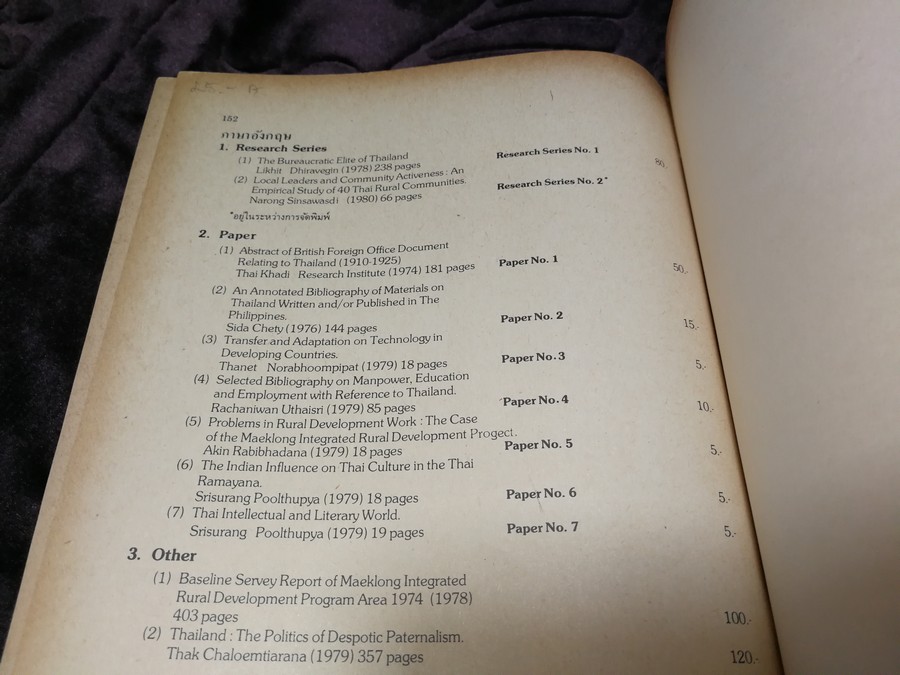 25.- B
152
ภาษาอังกฤษ
1. Research Series
(1) The Bureaucratic Elite of Thailand
Likhit Dhiravegin (1978) 238 pages Research Series No. 1 80.
(2) Local Leaders and Community Activeness : An
Empirical Study of 40 Thai Rural Communities.
Narong Sinsawasdi (1980) 66 pages Research Series No. 2*
*อยู่ในระหว่างการจัดพิมพ์
2. Paper
(1) Abstract of British Foreign Office Document
Relating to Thailand (1910-1925)
Thai Khadi Research Institute (1974) 181 pages Paper No. 1 50.-
(2) An Annotated Bibliography of Materials on
Thailand Written and/or Published in The
Philippines.
Sida Chety (1976) 144 pages Paper No. 2 15.-
(3) Transfer and Adaptation on Technology in
Developing Countries.
Thanet Norabhoompipat (1979) 18 pages Paper No. 3 5.-
(4) Selected Bibliography on Manpower, Education
and Employment with Reference to Thailand.
Rachaniwan Uthaisri (1979) 85 pages Paper No. 4 10.-
(5) Problems in Rural Development Work : The Case
of the Maeklong Integrated Rural Development Progect.
Akin Rabibhadana (1979) 18 pages Paper No. 5 5.-
(6) The Indian Influence on Thai Culture in the Thai
Ramayana.
Srisurang Poolthupya (1979) 18 pages Paper No. 6 5.-
(7) Thai Intellectual and Literary World.
Srisurang Poolthupya (1979) 19 pages Paper No. 7 5.-
3. Other
(1) Baseline Servey Report of Maeklong Integrated
Rural Development Program Area 1974 (1978)
403 pages 100.-
(2) Thailand : The Politics of Despotic Paternalism.
Thak Chaloemtiarana (1979) 357 pages 120.-